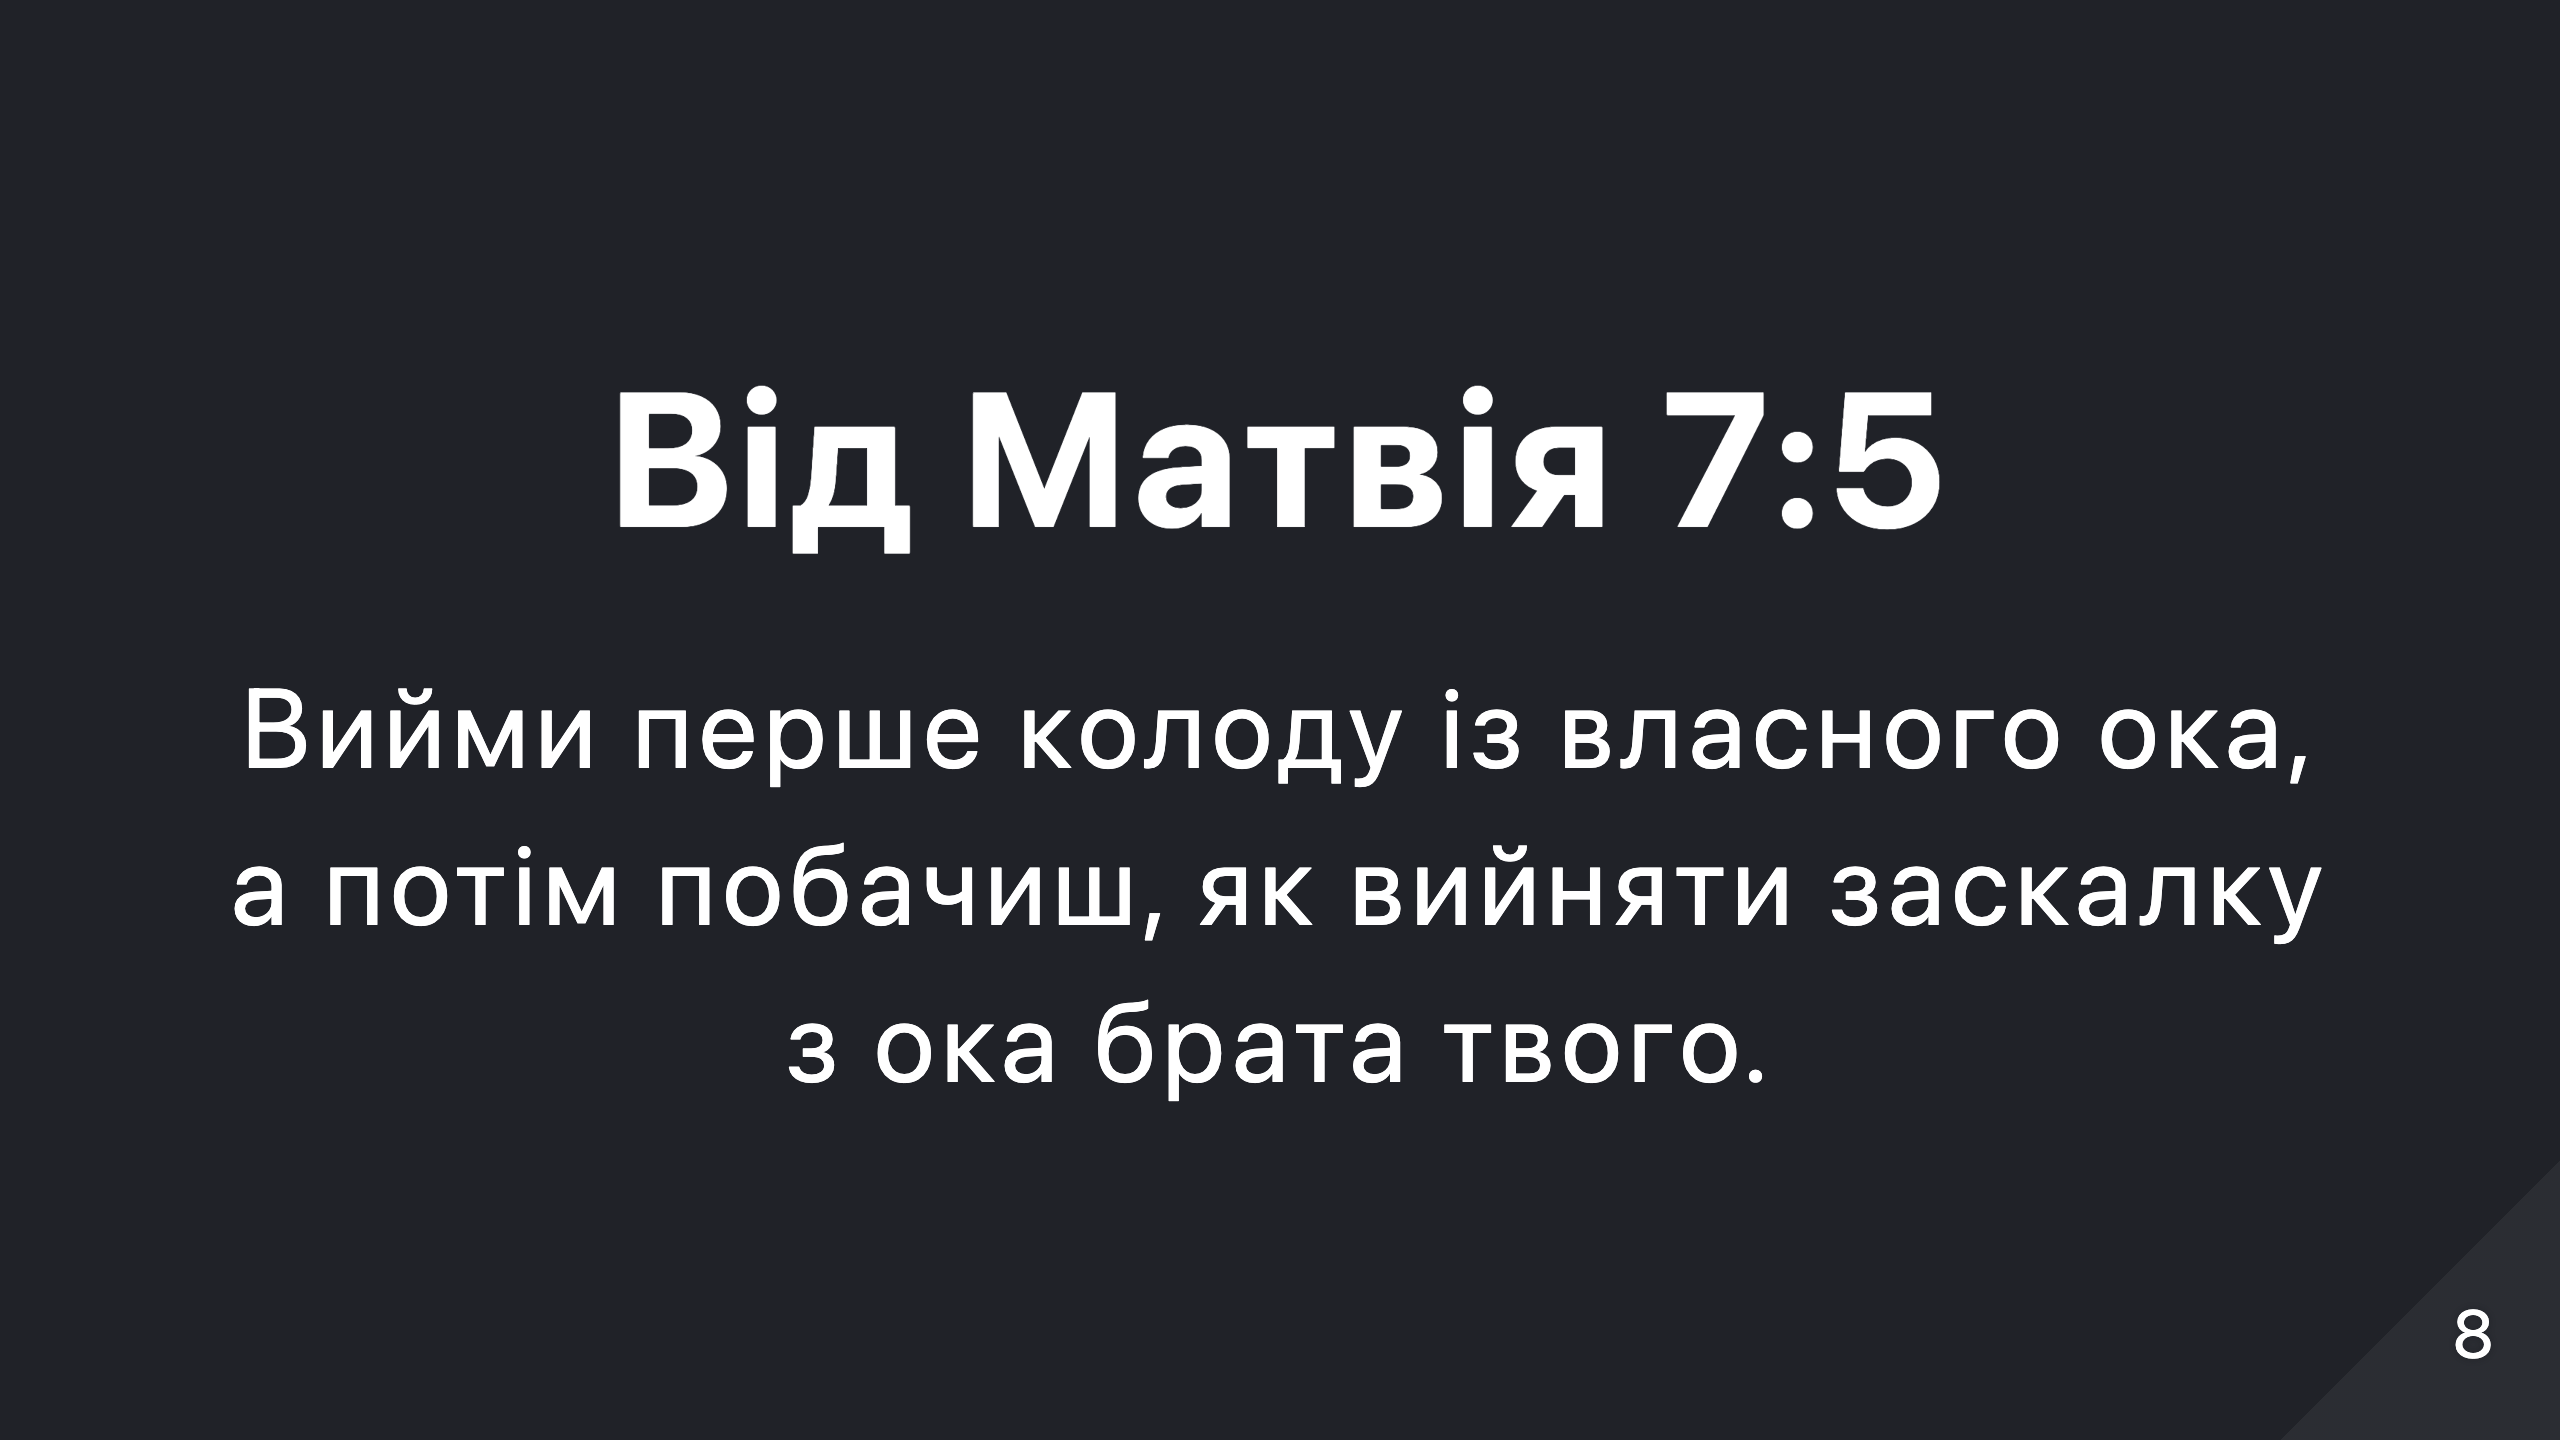 Від Матвія 7:5
Вийми перше колоду із власного ока,
а потім побачиш, як вийняти заскалку
з ока брата твого.
8